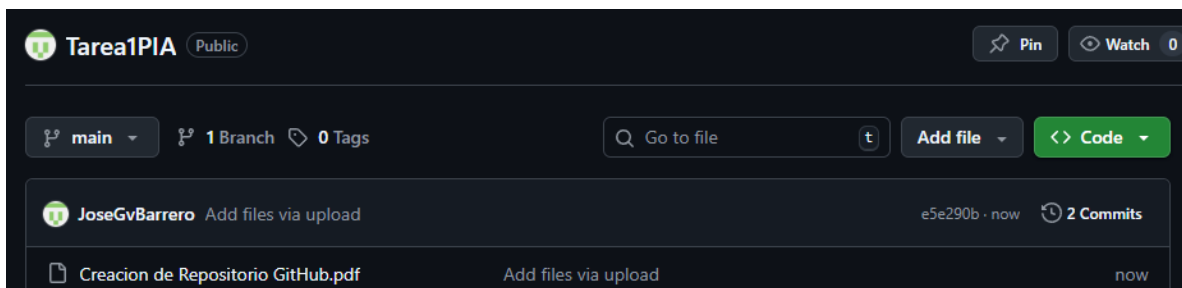 Tarea1PIA Public Pin Watch 0
main 1 Branch 0 Tags Go to file t Add file <> Code
JoseGvBarrero Add files via upload e5e290b · now 2 Commits
Creacion de Repositorio GitHub.pdf Add files via upload now